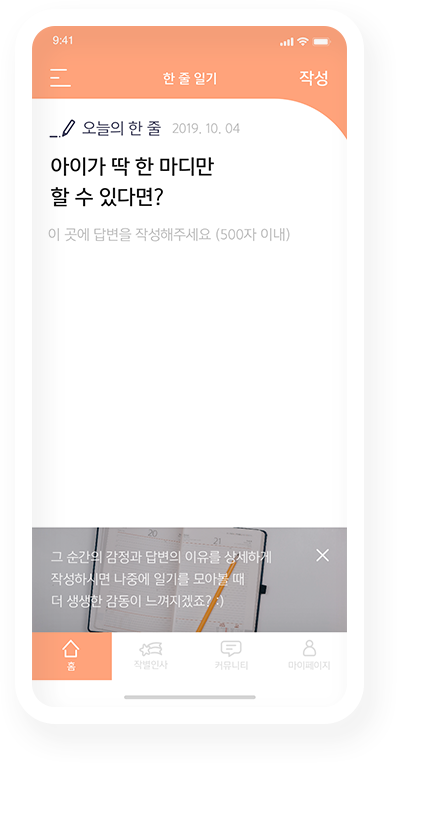 9:41
한 줄 일기
작성
오늘의 한 줄 2019. 10. 04
아이가 딱 한 마디만
할 수 있다면?
이 곳에 답변을 작성해주세요 (500자 이내)
20
21
그 순간의 감정과 답변의 이유를 상세하게
작성하시면 나중에 일기를 모아볼 때
더 생생한 감동이 느껴지겠죠? :)
홈
작별인사
커뮤니티
마이페이지